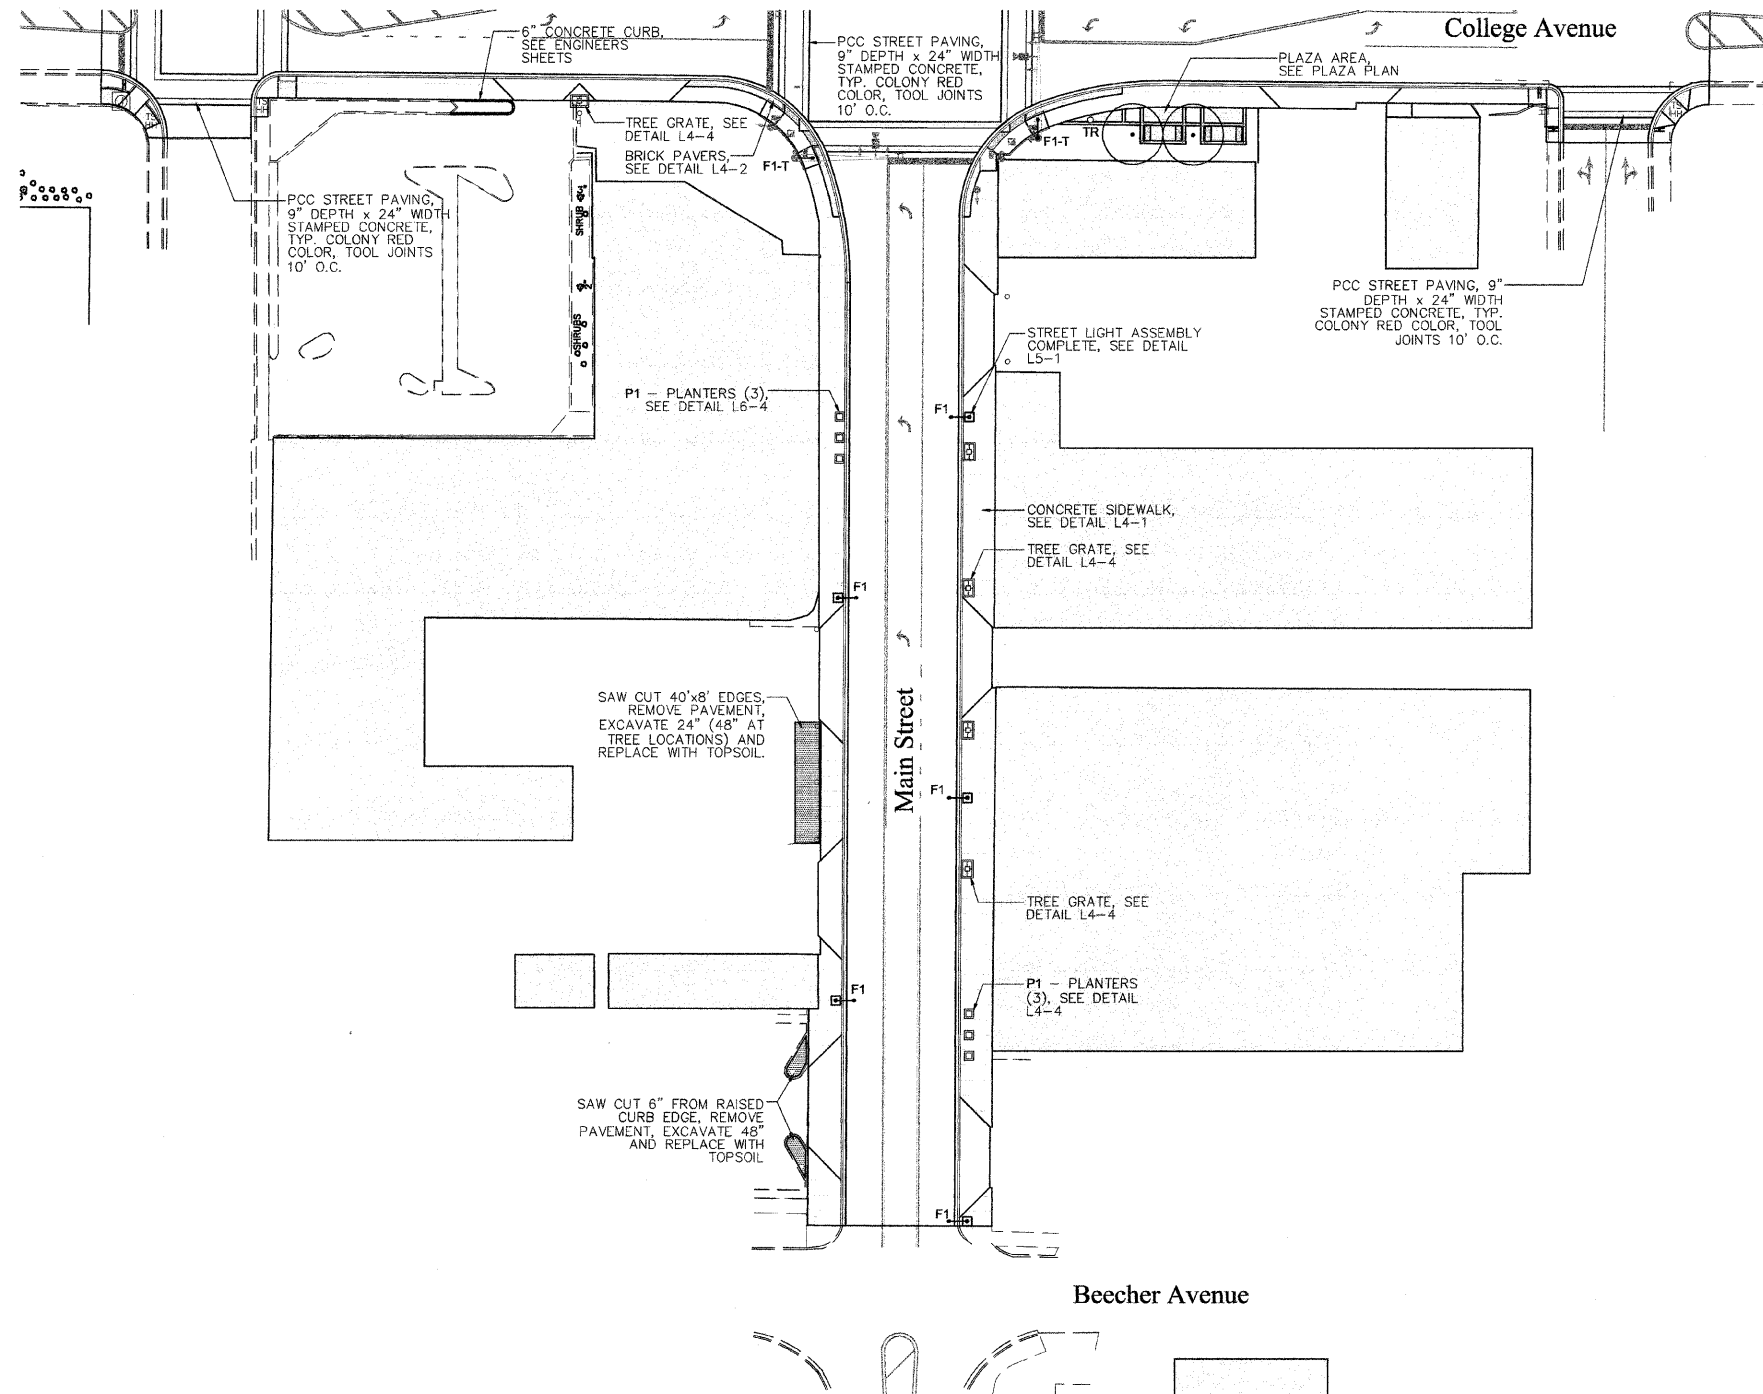 College Avenue
6" CONCRETE CURB,
SEE ENGINEERS
SHEETS
PCC STREET PAVING,
9" DEPTH x 24" WIDTH
STAMPED CONCRETE,
TYP. COLONY RED
COLOR, TOOL JOINTS
10' O.C.
PLAZA AREA,
SEE PLAZA PLAN
TREE GRATE, SEE
DETAIL L4-4
BRICK PAVERS,
SEE DETAIL L4-2
F1-T
F1-T
TR
PCC STREET PAVING,
9" DEPTH x 24" WIDTH
STAMPED CONCRETE,
TYP. COLONY RED
COLOR, TOOL JOINTS
10' O.C.
SHRUB
SHRUBS
PCC STREET PAVING, 9"
DEPTH x 24" WIDTH
STAMPED CONCRETE, TYP.
COLONY RED COLOR, TOOL
JOINTS 10' O.C.
STREET LIGHT ASSEMBLY
COMPLETE, SEE DETAIL
L5-1
P1 - PLANTERS (3),
SEE DETAIL L6-4
F1
CONCRETE SIDEWALK,
SEE DETAIL L4-1
TREE GRATE, SEE
DETAIL L4-4
F1
SAW CUT 40'x8' EDGES,
REMOVE PAVEMENT,
EXCAVATE 24" (48" AT
TREE LOCATIONS) AND
REPLACE WITH TOPSOIL.
Main Street
F1
TREE GRATE, SEE
DETAIL L4-4
P1 - PLANTERS
(3), SEE DETAIL
L4-4
F1
SAW CUT 6" FROM RAISED
CURB EDGE, REMOVE
PAVEMENT, EXCAVATE 48"
AND REPLACE WITH
TOPSOIL
F1
Beecher Avenue